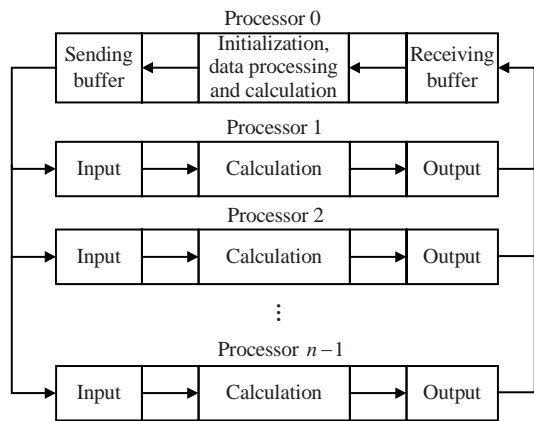 Processor 0
Sending
buffer
Initialization,
data processing
and calculation
Receiving
buffer
Processor 1
Input
Calculation
Output
Processor 2
Input
Calculation
Output
⋮
Processor n−1
Input
Calculation
Output